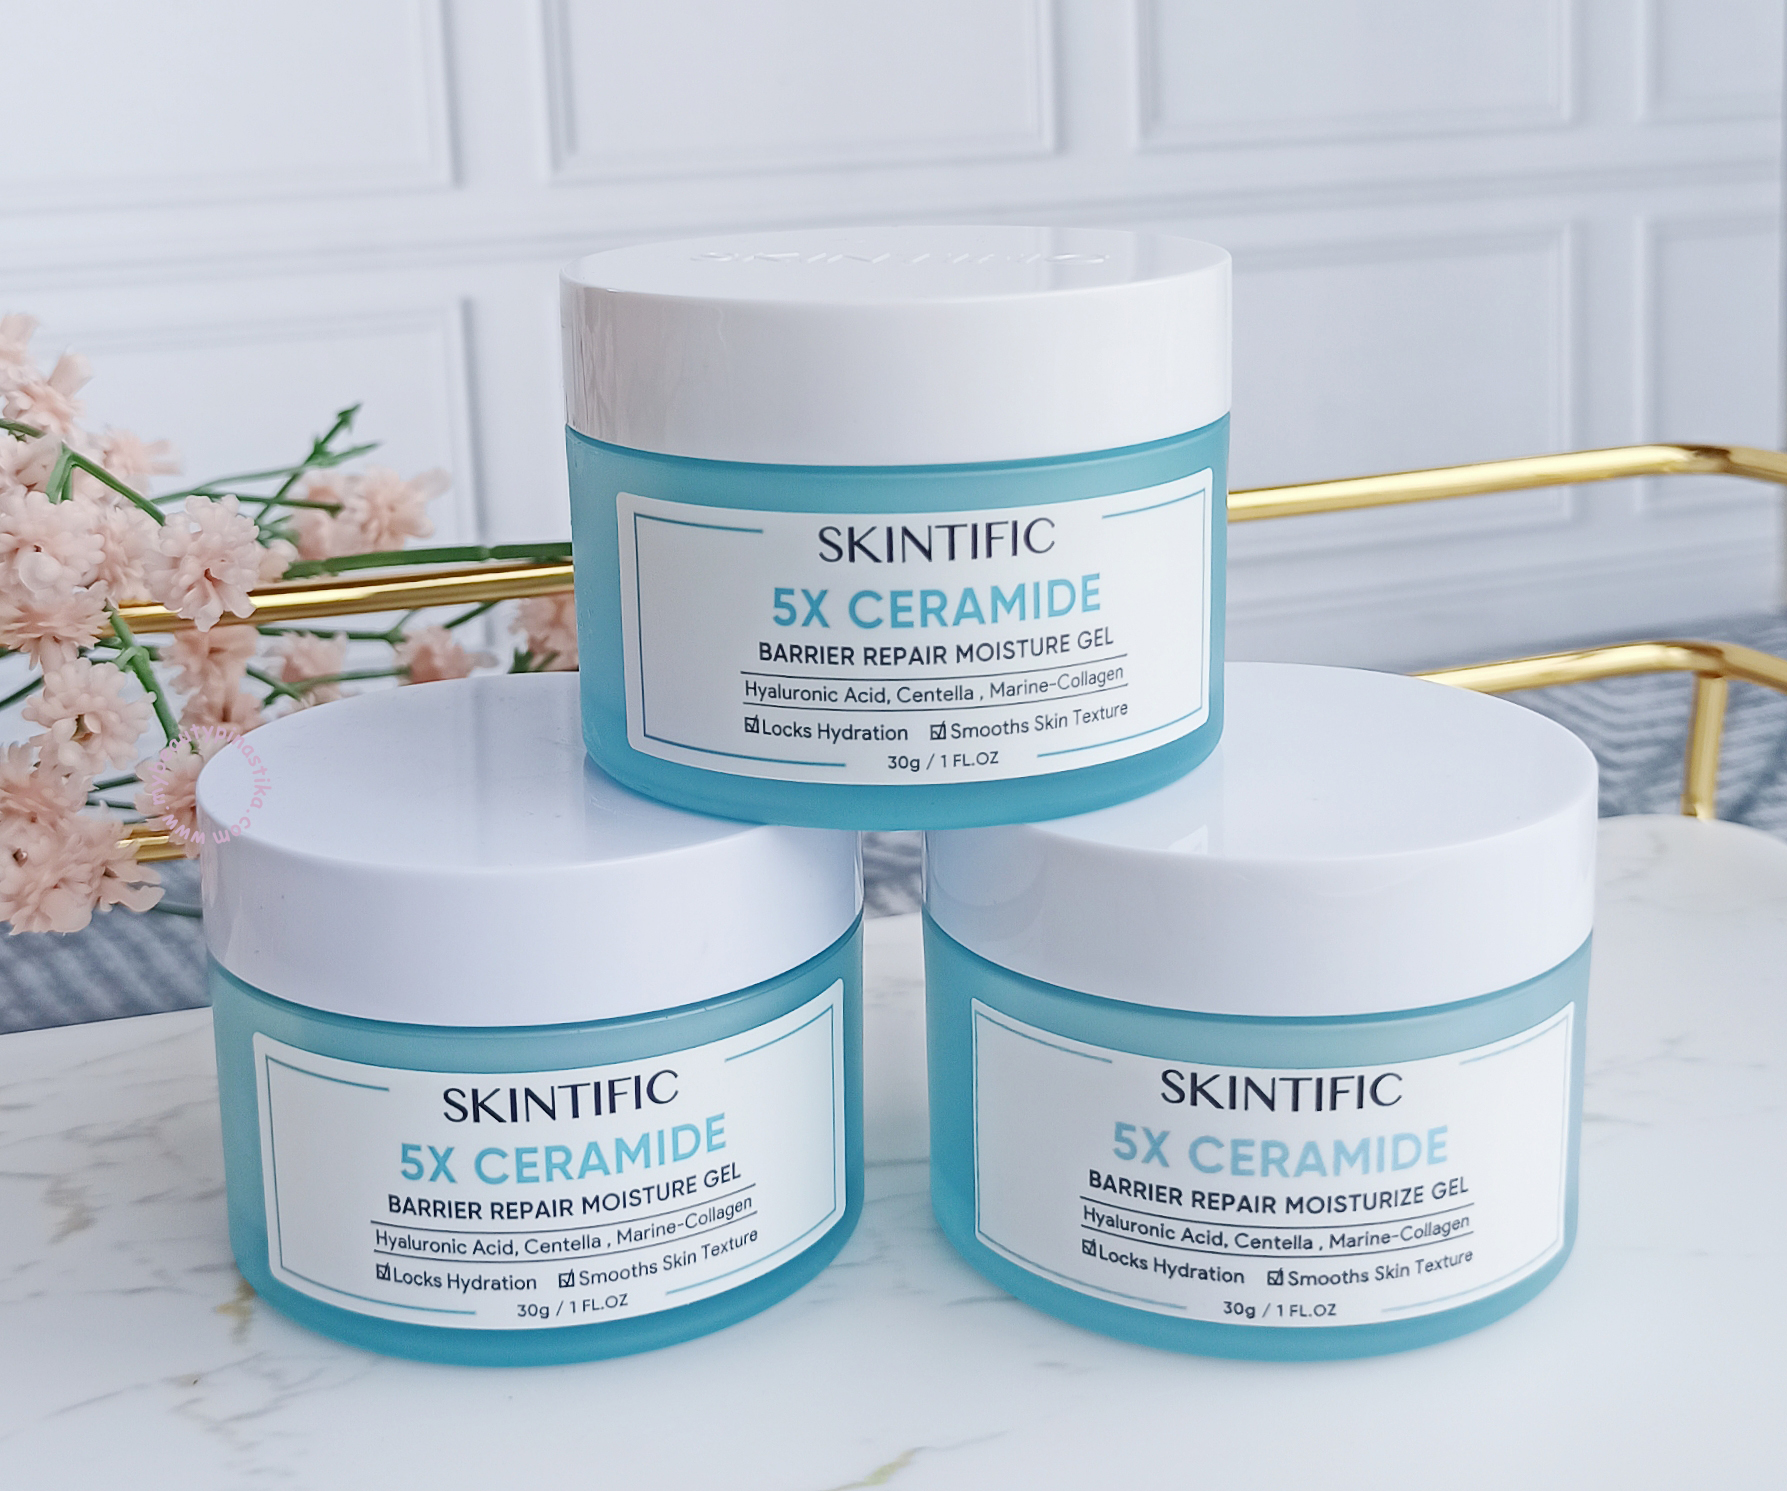 SKINTIFIC
SKINTIFIC
5X CERAMIDE
BARRIER REPAIR MOISTURE GEL
Hyaluronic Acid, Centella , Marine-Collagen
☑Locks Hydration ☑Smooths Skin Texture
30g / 1 FL.OZ
SKINTIFIC
5X CERAMIDE
BARRIER REPAIR MOISTURE GEL
Hyaluronic Acid, Centella , Marine-Collagen
☑Locks Hydration ☑Smooths Skin Texture
30g / 1 FL.OZ
SKINTIFIC
5X CERAMIDE
BARRIER REPAIR MOISTURIZE GEL
Hyaluronic Acid, Centella , Marine-Collagen
☑Locks Hydration ☑Smooths Skin Texture
30g / 1 FL.OZ